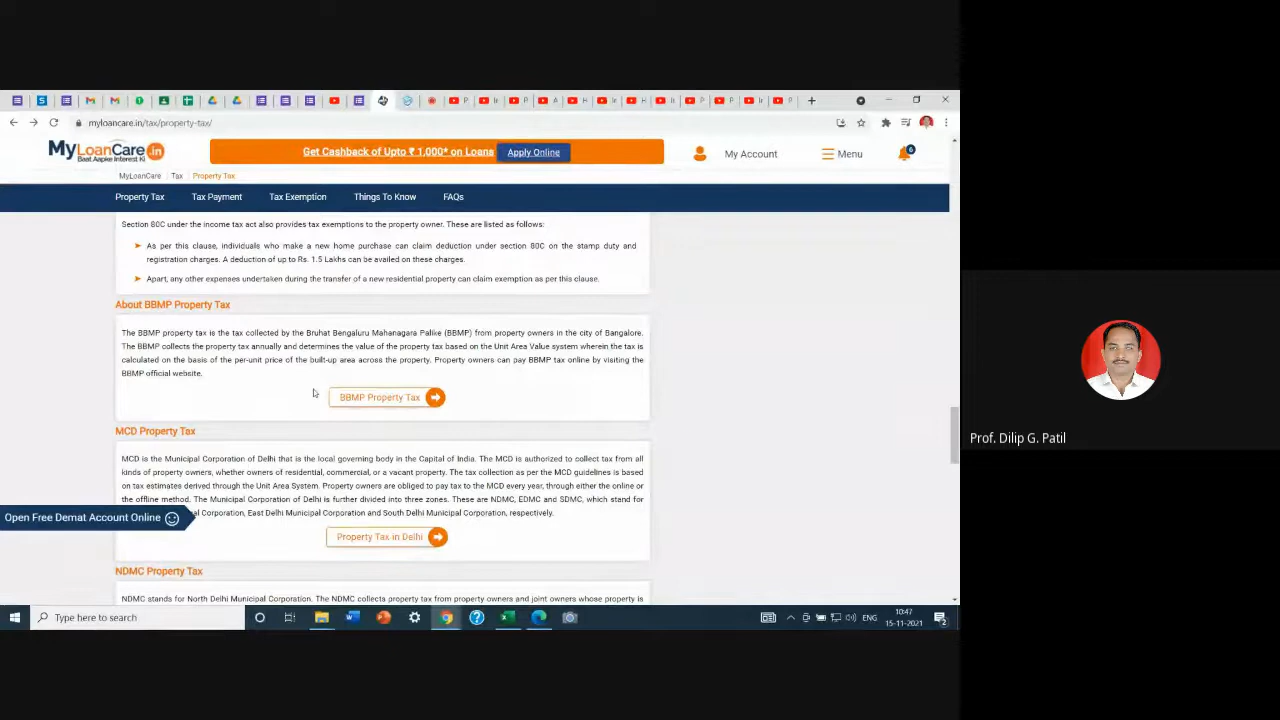 P
Ir
P
A
H
Ir
H
Ir
P
P
Ir
P
myloancare.in/tax/property-tax/
MyLoanCare.in
Baat Aapke Interest Ki
Get Cashback of Upto ₹ 1,000* on Loans
Apply Online
My Account
Menu
6
MyLoanCare
Tax
Property Tax
Property Tax
Tax Payment
Tax Exemption
Things To Know
FAQs
Section 80C under the income tax act also provides tax exemptions to the property owner. These are listed as follows:
As per this clause, individuals who make a new home purchase can claim deduction under section 80C on the stamp duty and
registration charges. A deduction of up to Rs. 1.5 Lakhs can be availed on these charges.
Apart, any other expenses undertaken during the transfer of a new residential property can claim exemption as per this clause.
About BBMP Property Tax
The BBMP property tax is the tax collected by the Bruhat Bengaluru Mahanagara Palike (BBMP) from property owners in the city of Bangalore.
The BBMP collects the property tax annually and determines the value of the property tax based on the Unit Area Value system wherein the tax is
calculated on the basis of the per-unit price of the built-up area across the property. Property owners can pay BBMP tax online by visiting the
BBMP official website.
BBMP Property Tax
MCD Property Tax
MCD is the Municipal Corporation of Delhi that is the local governing body in the Capital of India. The MCD is authorized to collect tax from all
kinds of property owners, whether owners of residential, commercial, or a vacant property. The tax collection as per the MCD guidelines is based
on tax estimates derived through the Unit Area System. Property owners are obliged to pay tax to the MCD every year, through either the online or
the offline method. The Municipal Corporation of Delhi is further divided into three zones. These are NDMC, EDMC and SDMC, which stand for
al Corporation, East Delhi Municipal Corporation and South Delhi Municipal Corporation, respectively.
Open Free Demat Account Online
Property Tax in Delhi
NDMC Property Tax
NDMC stands for North Delhi Municipal Corporation. The NDMC collects property tax from property owners and joint owners whose property is
Type here to search
ENG
10:47
15-11-2021
2
Prof. Dilip G. Patil